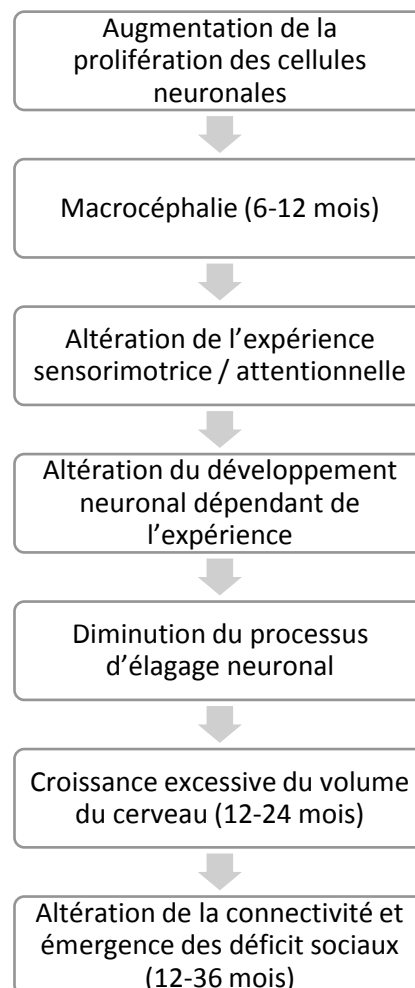 Augmentation de la
prolifération des cellules
neuronales
Macrocéphalie (6-12 mois)
Altération de l’expérience
sensorimotrice / attentionnelle
Altération du développement
neuronal dépendant de
l’expérience
Diminution du processus
d’élagage neuronal
Croissance excessive du volume
du cerveau (12-24 mois)
Altération de la connectivité et
émergence des déficit sociaux
(12-36 mois)